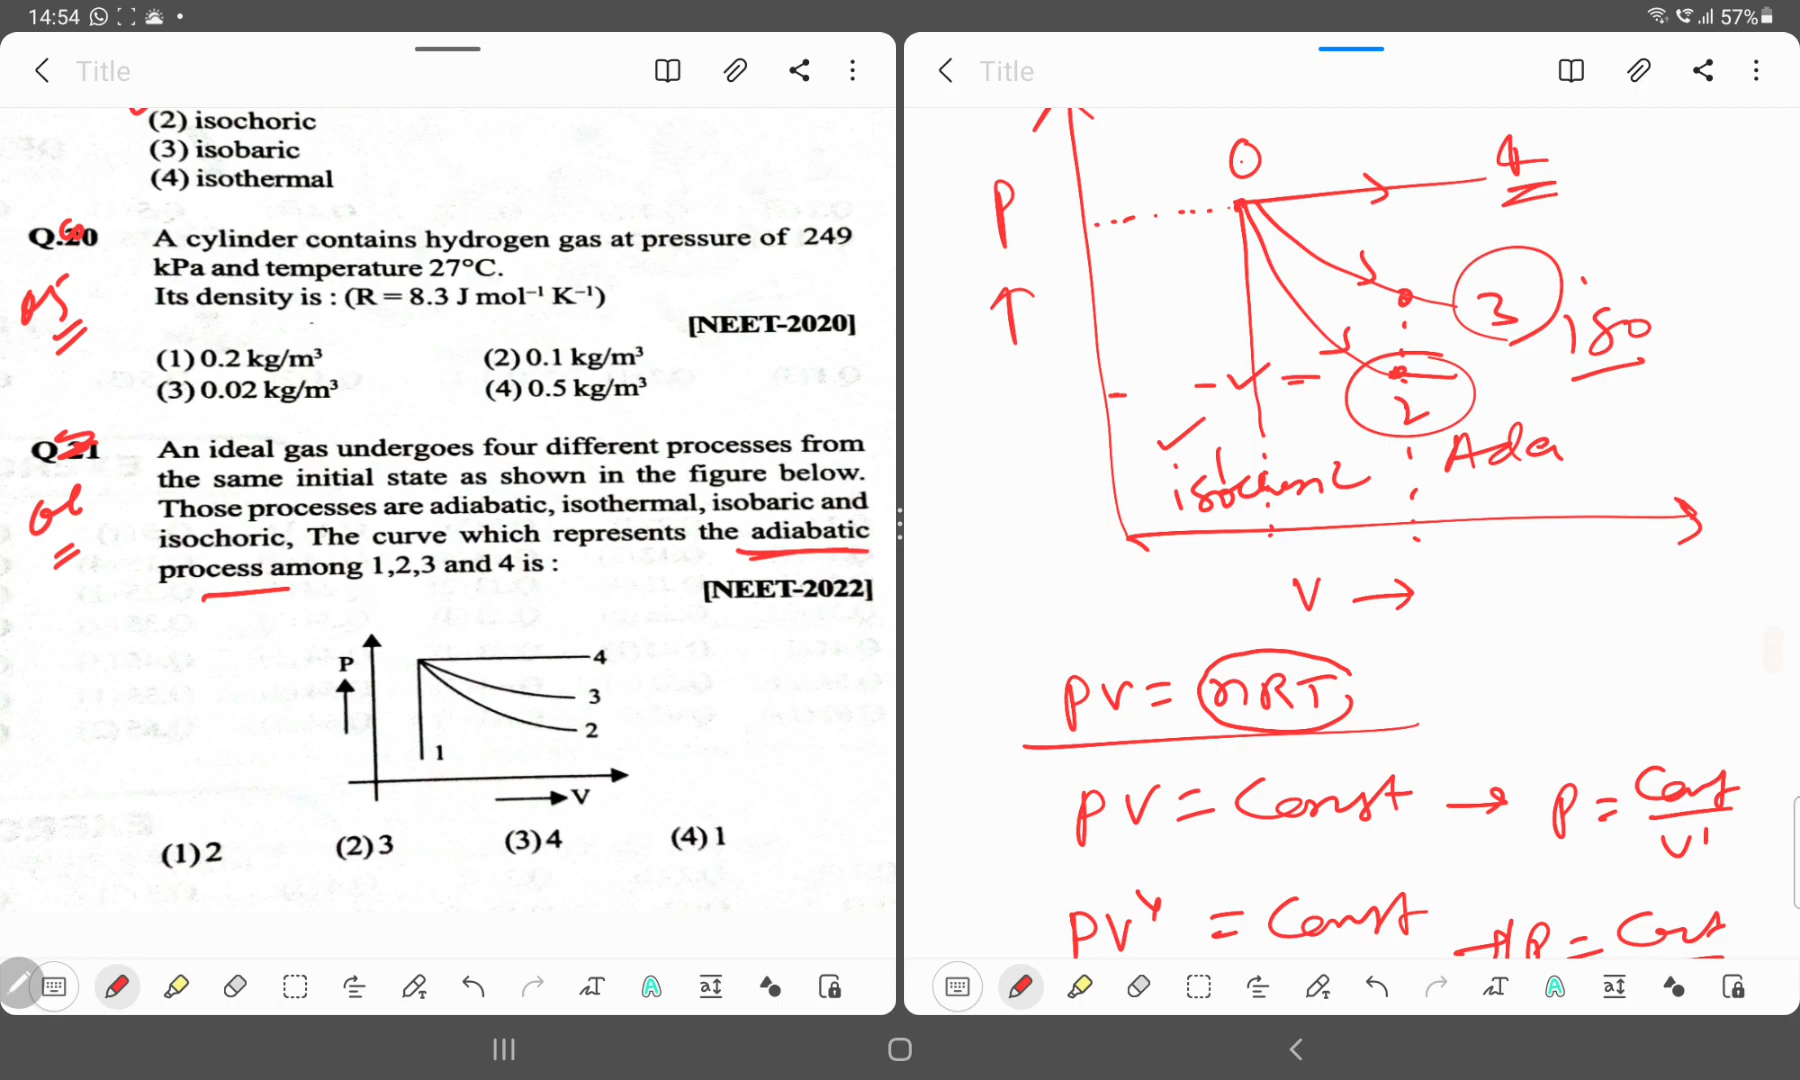 14:54
57%
Title
(2) isochoric
(3) isobaric
(4) isothermal
Q.20 A cylinder contains hydrogen gas at pressure of 249
kPa and temperature 27°C.
Its density is : (R = 8.3 J mol⁻¹ K⁻¹)
[NEET-2020]
(1) 0.2 kg/m³ (2) 0.1 kg/m³
(3) 0.02 kg/m³ (4) 0.5 kg/m³
Q.21 An ideal gas undergoes four different processes from
the same initial state as shown in the figure below.
Those processes are adiabatic, isothermal, isobaric and
isochoric, The curve which represents the adiabatic
process among 1,2,3 and 4 is :
[NEET-2022]
P
4
3
2
1
V
(1) 2 (2) 3 (3) 4 (4) 1
Title
0
4
P
3
iso
2
Adia
V →
PV = nRT
PV = Const → P = Const / V¹
PVγ = Const